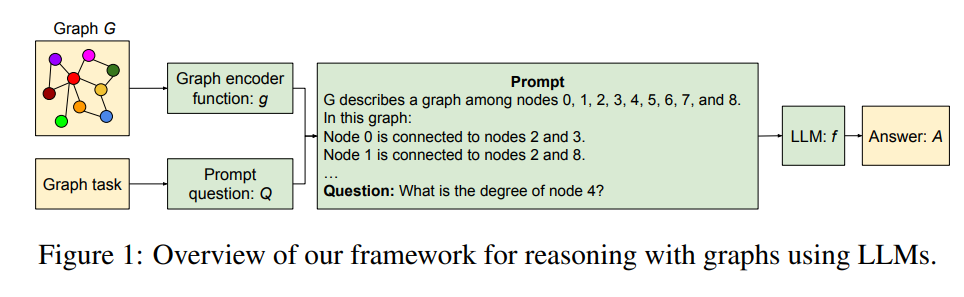 Graph G
Graph encoder
function: g
Graph task
Prompt
question: Q
Prompt
G describes a graph among nodes 0, 1, 2, 3, 4, 5, 6, 7, and 8.
In this graph:
Node 0 is connected to nodes 2 and 3.
Node 1 is connected to nodes 2 and 8.
…
Question: What is the degree of node 4?
LLM: f
Answer: A
Figure 1: Overview of our framework for reasoning with graphs using LLMs.